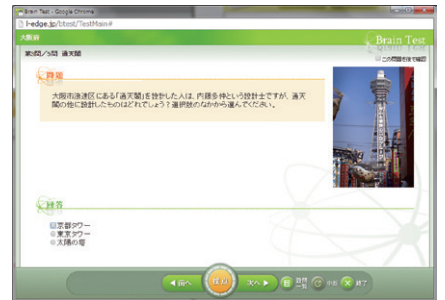 Brain Test - Google Chrome
l-edge.jp/btest/TestMain#
大阪府
Brain Test
第3問／5問 通天閣
この問題を後で確認
問題
大阪市浪速区にある「通天閣」を設計した人は、内藤多仲という設計士ですが、通天
閣の他に設計したものはどれでしょう？選択肢のなかから選んでください。
回答
京都タワー
東京タワー
太陽の塔
前へ
採点
次へ
設問
一覧
中断
終了